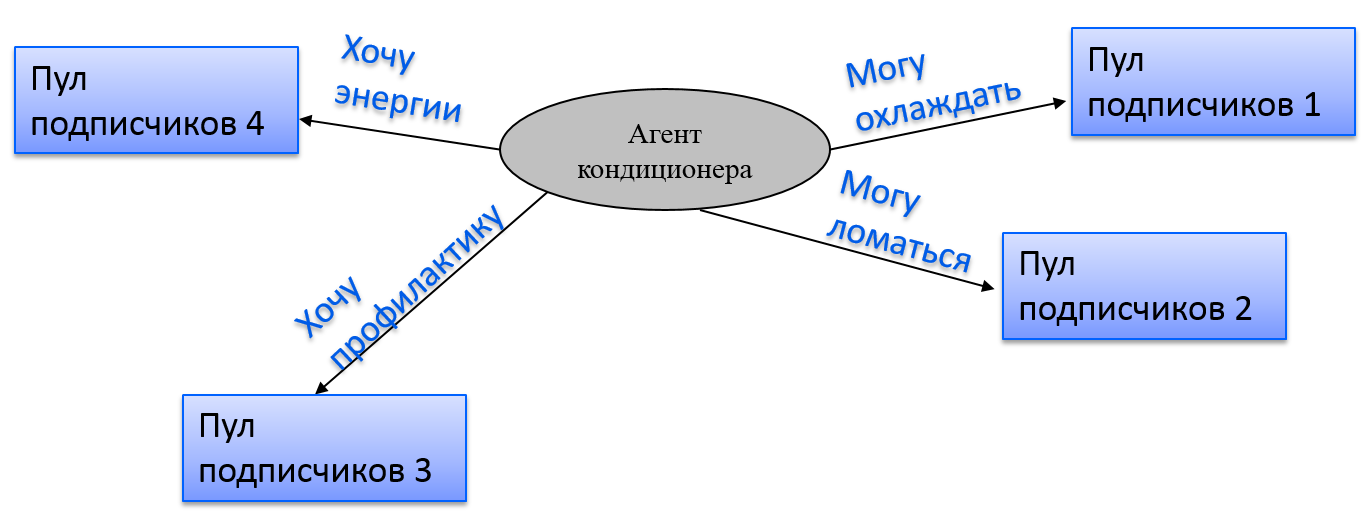 Пул
подписчиков 4
Хочу
энергии
Агент
кондиционера
Могу
охлаждать
Пул
подписчиков 1
Могу
ломаться
Пул
подписчиков 2
Хочу
профилактику
Пул
подписчиков 3